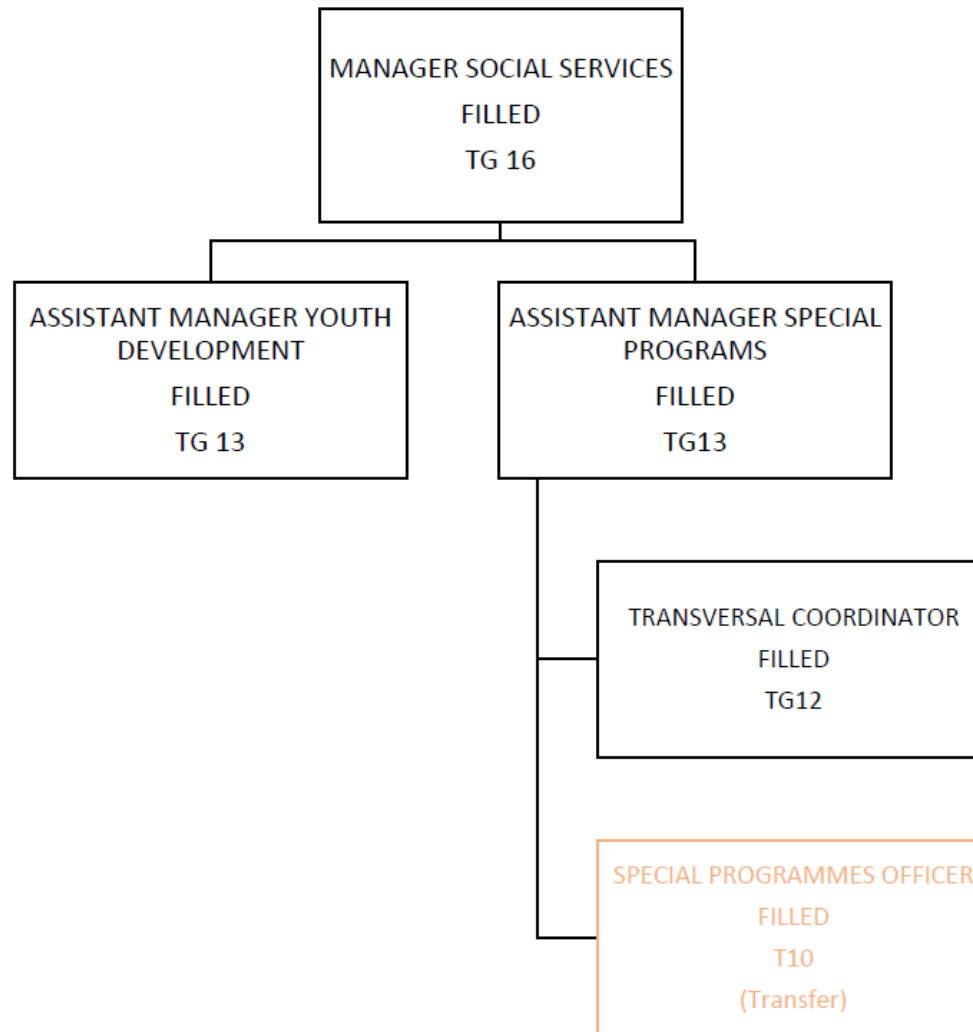 MANAGER SOCIAL SERVICES
FILLED
TG 16
ASSISTANT MANAGER YOUTH
DEVELOPMENT
FILLED
TG 13
ASSISTANT MANAGER SPECIAL
PROGRAMS
FILLED
TG13
TRANSVERSAL COORDINATOR
FILLED
TG12
SPECIAL PROGRAMMES OFFICER
FILLED
T10
(Transfer)